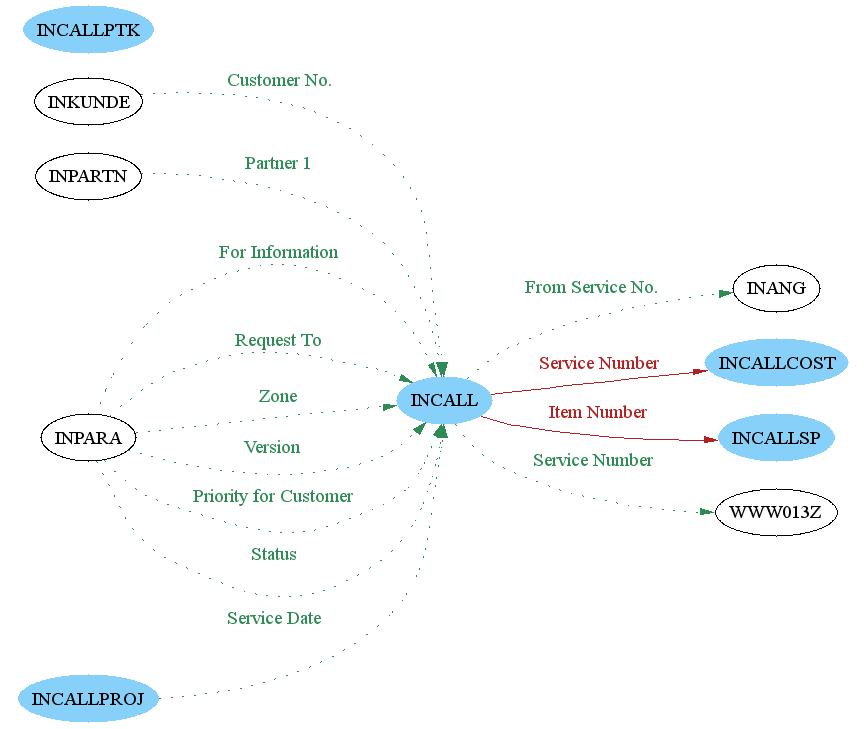 INCALLPTK
Customer No.
INKUNDE
Partner 1
INPARTN
For Information
From Service No.
INANG
Request To
Service Number
INCALLCOST
Zone
INCALL
Item Number
INPARA
INCALLSP
Version
Service Number
Priority for Customer
WWW013Z
Status
Service Date
INCALLPROJ